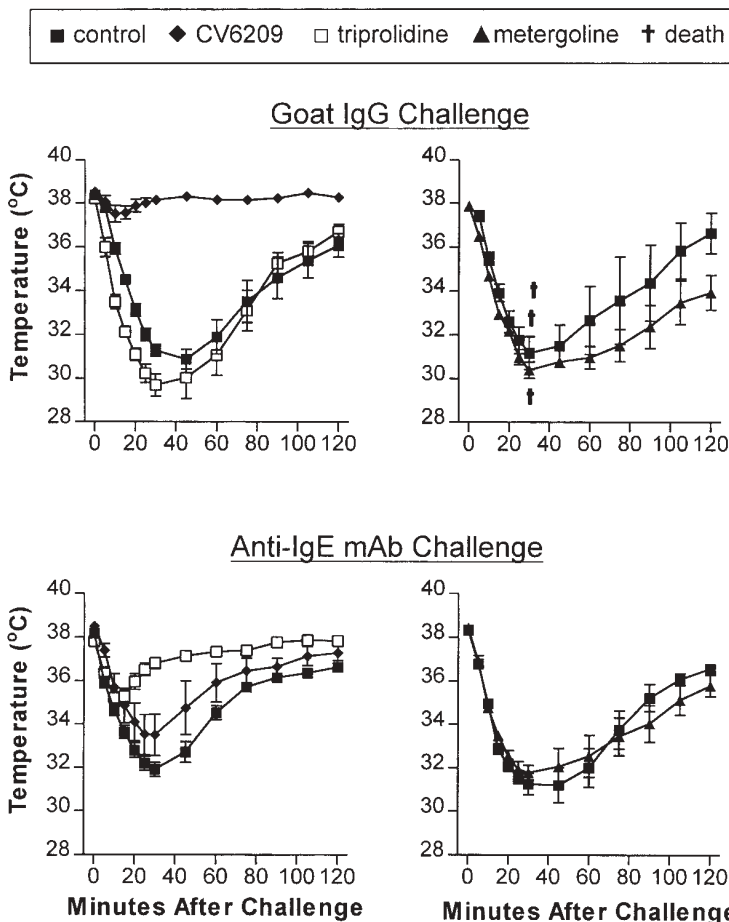 control CV6209 triprolidine metergoline death
Goat IgG Challenge
Temperature (°C)
40
38
36
34
32
30
28
0 20 40 60 80 100 120
40
38
36
34
32
30
28
0 20 40 60 80 100 120
Anti-IgE mAb Challenge
Temperature (°C)
40
38
36
34
32
30
28
0 20 40 60 80 100 120
Minutes After Challenge
40
38
36
34
32
30
28
0 20 40 60 80 100 120
Minutes After Challenge